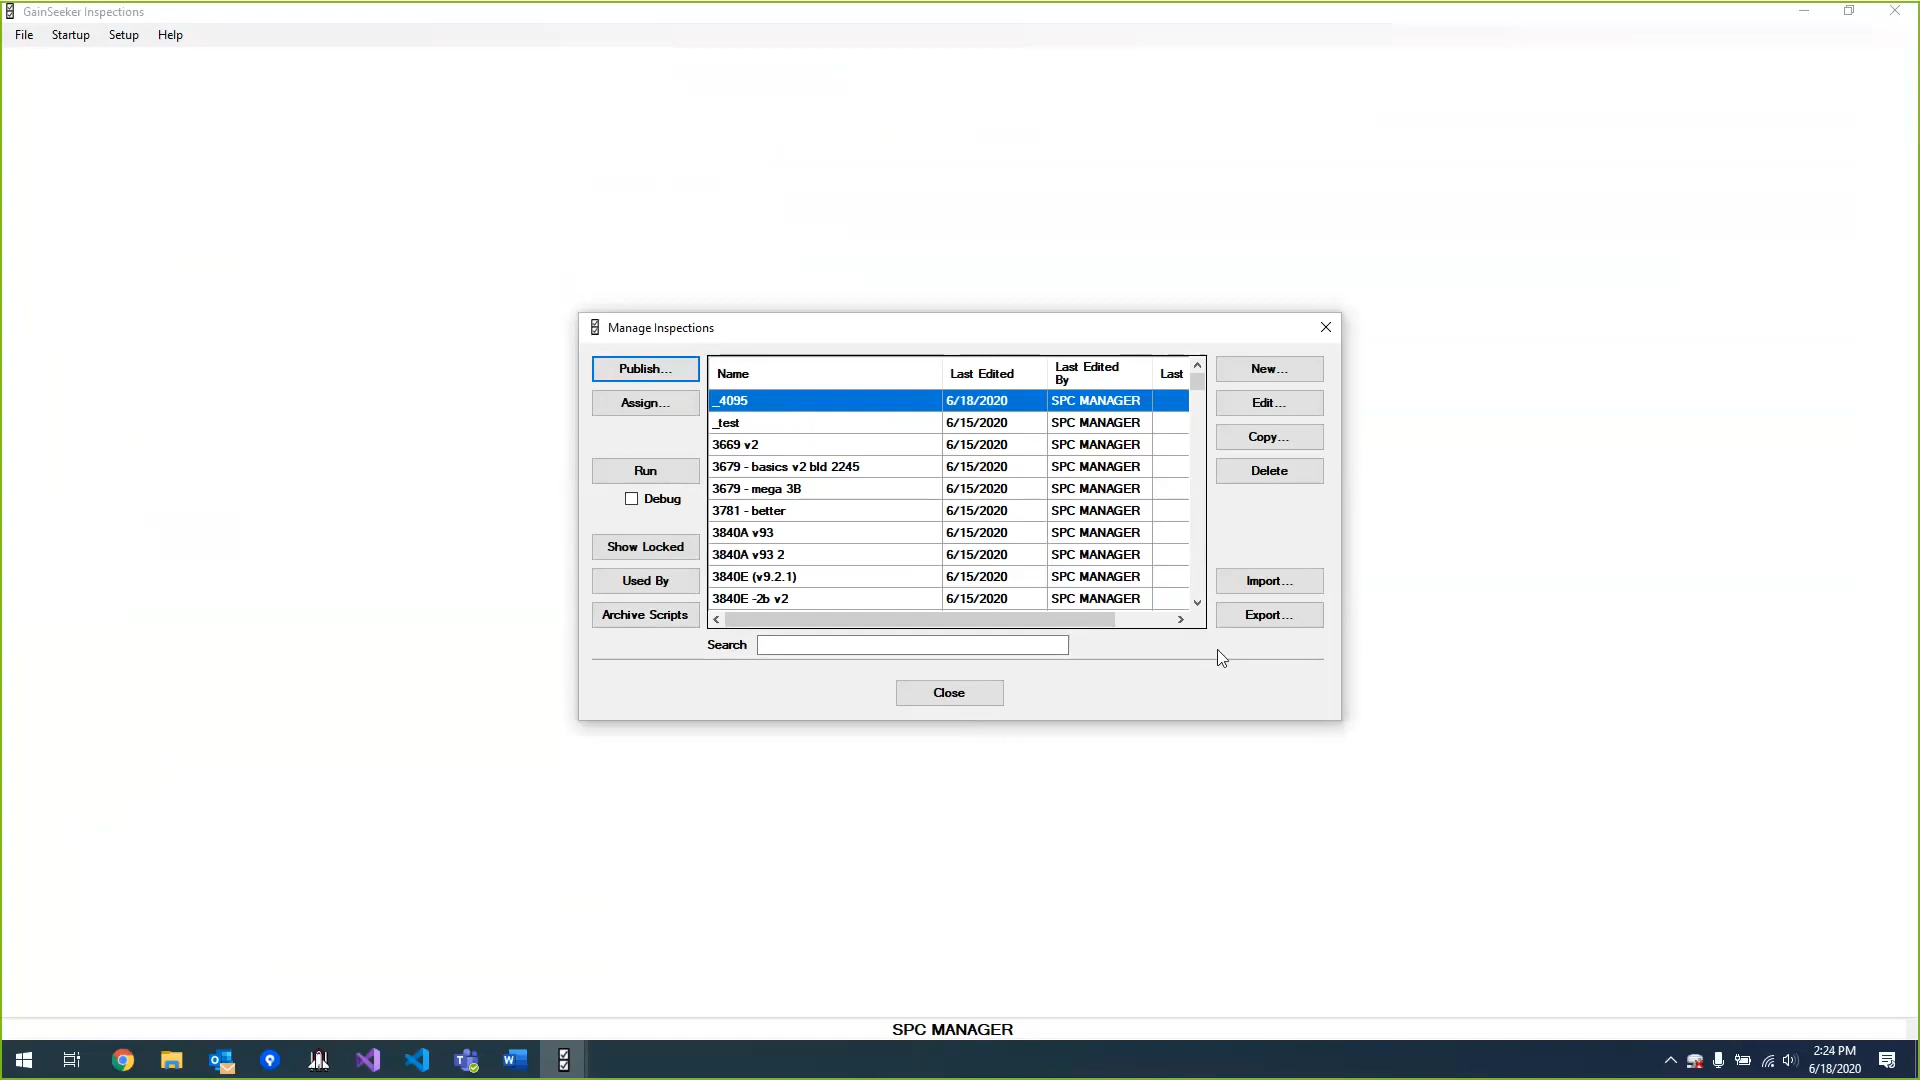 GainSeeker Inspections
File Startup Setup Help
Manage Inspections
Publish...
Assign...
Run
Debug
Show Locked
Used By
Archive Scripts
Name Last Edited Last Edited By Last
_4095 6/18/2020 SPC MANAGER
_test 6/15/2020 SPC MANAGER
3669 v2 6/15/2020 SPC MANAGER
3679 - basics v2 bld 2245 6/15/2020 SPC MANAGER
3679 - mega 3B 6/15/2020 SPC MANAGER
3781 - better 6/15/2020 SPC MANAGER
3840A v93 6/15/2020 SPC MANAGER
3840A v93 2 6/15/2020 SPC MANAGER
3840E (v9.2.1) 6/15/2020 SPC MANAGER
3840E -2b v2 6/15/2020 SPC MANAGER
New...
Edit...
Copy...
Delete
Import...
Export...
Search
Close
SPC MANAGER
2:24 PM
6/18/2020